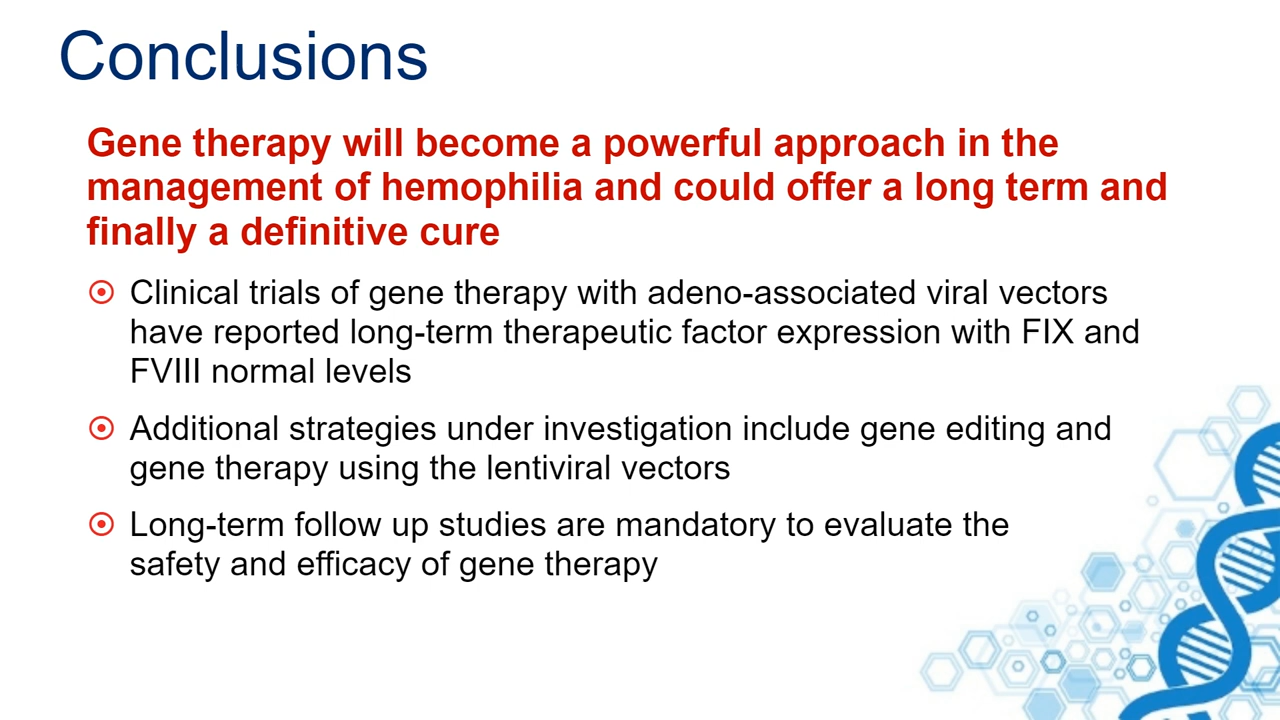 Conclusions
Gene therapy will become a powerful approach in the
management of hemophilia and could offer a long term and
finally a definitive cure
Clinical trials of gene therapy with adeno-associated viral vectors
have reported long-term therapeutic factor expression with FIX and
FVIII normal levels
Additional strategies under investigation include gene editing and
gene therapy using the lentiviral vectors
Long-term follow up studies are mandatory to evaluate the
safety and efficacy of gene therapy